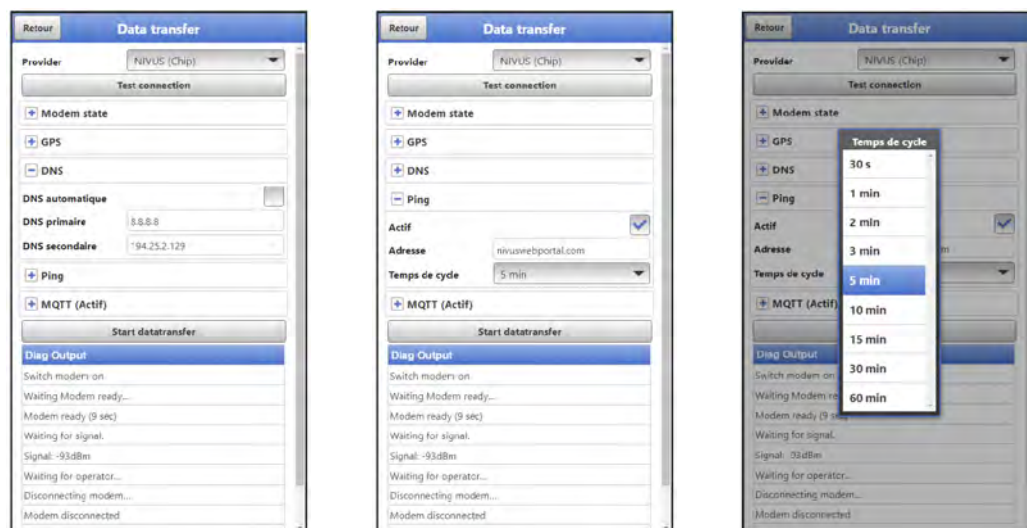 Retour Data transfer
Provider NIVUS (Chip)
Test connection
Modem state
GPS
DNS
DNS automatique
DNS primaire 8.8.8.8
DNS secondaire 194.25.2.129
Ping
MQTT (Actif)
Start datatransfer
Diag Output
Switch modem on
Waiting Modem ready...
Modem ready (9 sec)
Waiting for signal.
Signal: -93dBm
Waiting for operator...
Disconnecting modem...
Modem disconnected
Retour Data transfer
Provider NIVUS (Chip)
Test connection
Modem state
GPS
DNS
Ping
Actif
Adresse nivuswebportal.com
Temps de cycle 5 min
MQTT (Actif)
Start datatransfer
Diag Output
Switch modem on
Waiting Modem ready...
Modem ready (9 sec)
Waiting for signal.
Signal: -93dBm
Waiting for operator...
Disconnecting modem...
Modem disconnected
Retour Data transfer
Provider NIVUS (Chip)
Test connection
Modem state
GPS
DNS
Ping
Actif
Adresse
Temps de cycle
MQTT (Actif)
Temps de cycle
30 s
1 min
2 min
3 min
5 min
10 min
15 min
30 min
60 min
Diag Output
Switch modem on
Waiting Modem
Modem ready (9
Waiting for signal.
Signal: -93dBm
Waiting for operator...
Disconnecting modem...
Modem disconnected